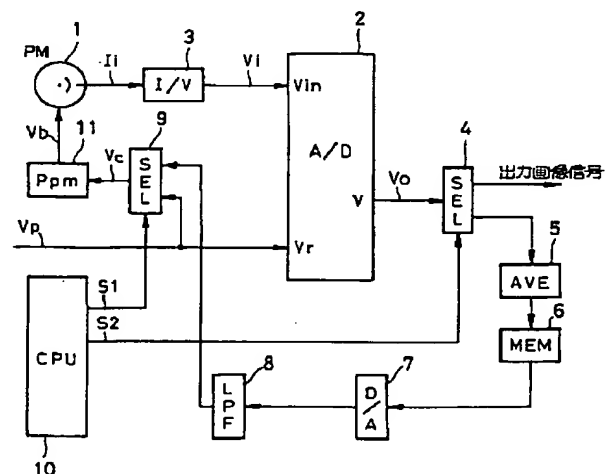 PM
1
Ii
3
I/V
Vi
2
Vin
A/D
V
Vr
Vo
4
SEL
出力画像信号
5
AVE
6
MEM
7
D/A
8
LPF
9
SEL
Vc
11
Ppm
Vb
Vp
S1
S2
CPU
10